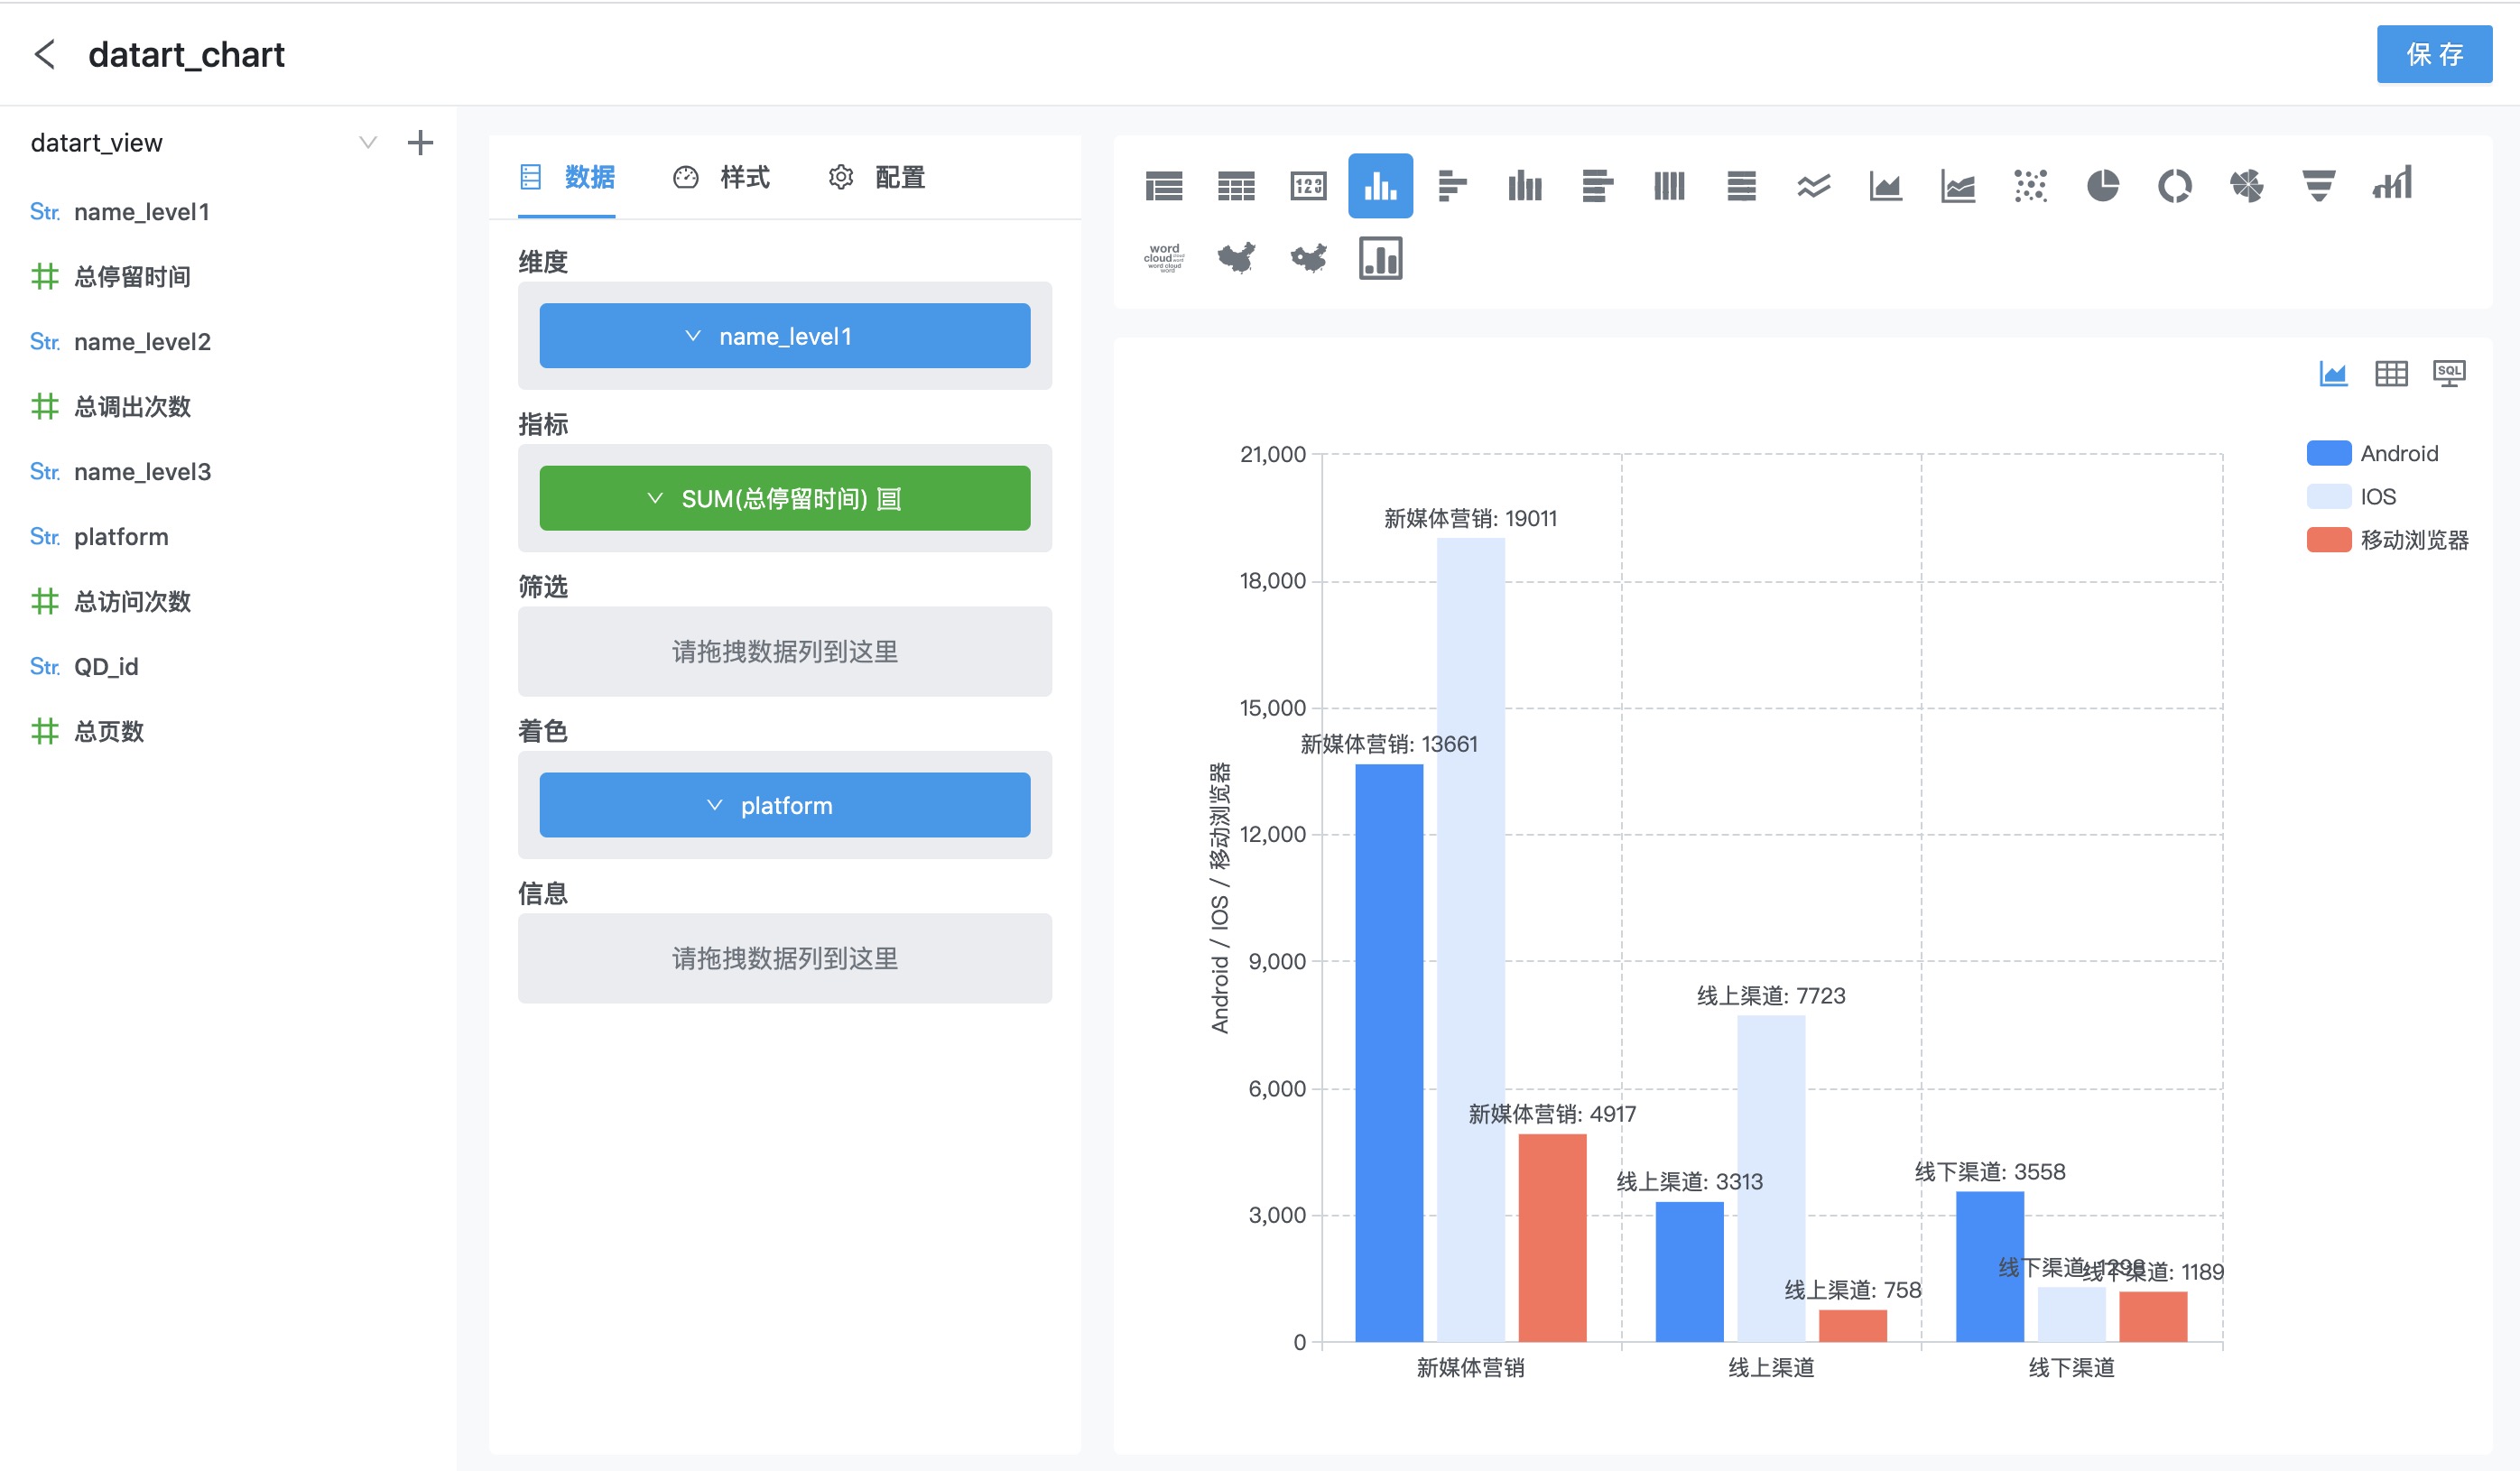 datart_chart
保 存
datart_view
Str. name_level1
总停留时间
Str. name_level2
总调出次数
Str. name_level3
Str. platform
总访问次数
Str. QD_id
总页数
数据
样式
配置
维度
name_level1
指标
SUM(总停留时间)
筛选
请拖拽数据列到这里
着色
platform
信息
请拖拽数据列到这里
123
word
cloud
word cloud
word
SQL
Android
IOS
移动浏览器
Android / IOS / 移动浏览器
21,000
18,000
15,000
12,000
9,000
6,000
3,000
0
新媒体营销: 19011
新媒体营销: 13661
新媒体营销: 4917
线上渠道: 7723
线上渠道: 3313
线上渠道: 758
线下渠道: 3558
线下渠道: 1298
线下渠道: 1189
新媒体营销
线上渠道
线下渠道